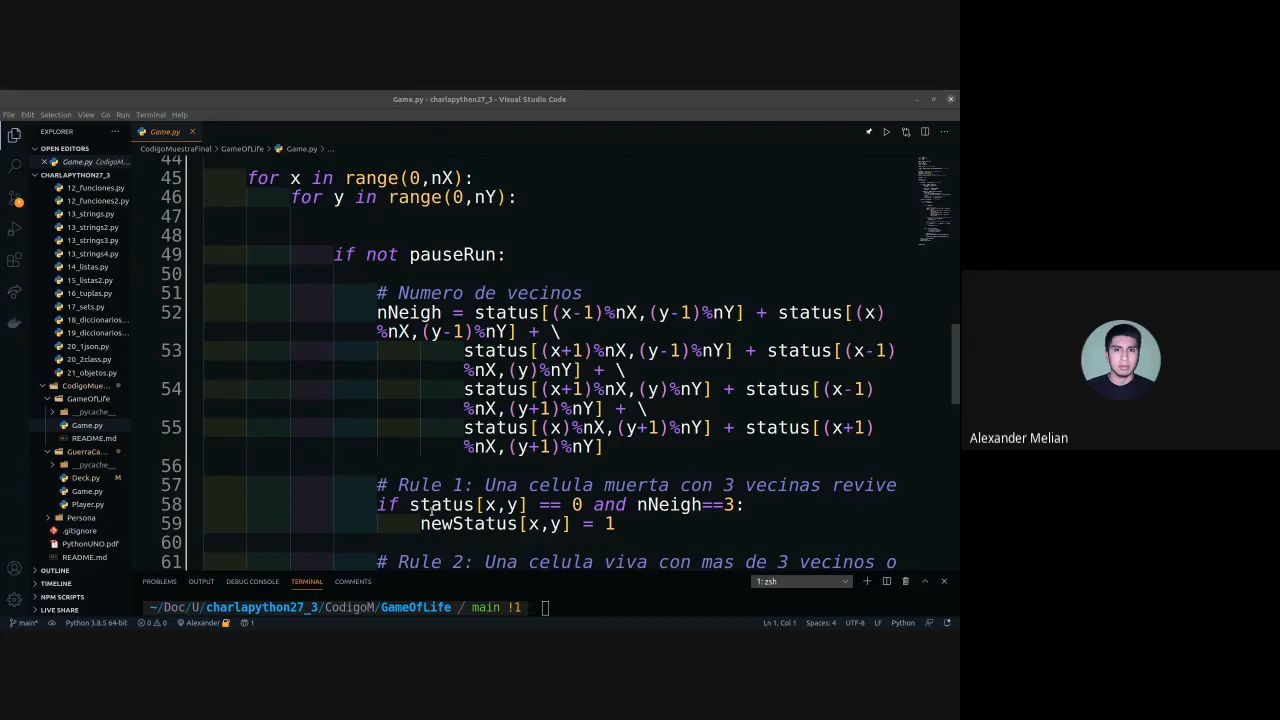 Game.py - charlapython27_3 - Visual Studio Code
File Edit Selection View Go Run Terminal Help
EXPLORER
Game.py
OPEN EDITORS
Game.py CodigoM...
CHARLAPYTHON27_3
12_funciones.py
12_funciones2.py
13_strings.py
13_strings2.py
13_strings3.py
13_strings4.py
14_listas.py
15_listas2.py
16_tuplas.py
17_sets.py
18_diccionarios...
19_diccionarios...
20_1json.py
20_2class.py
21_objetos.py
CodigoMue...
GameOfLife
__pycache__
Game.py
README.md
GuerraCa...
__pycache__
Deck.py M
Game.py
Player.py
Persona
.gitignore
PythonUNO.pdf
README.md
OUTLINE
TIMELINE
NPM SCRIPTS
LIVE SHARE
CodigoMuestraFinal > GameOfLife > Game.py > ...
44
45 for x in range(0,nX):
46 for y in range(0,nY):
47
48
49 if not pauseRun:
50
51 # Numero de vecinos
52 nNeigh = status[(x-1)%nX,(y-1)%nY] + status[(x)
%nX,(y-1)%nY] + \
53 status[(x+1)%nX,(y-1)%nY] + status[(x-1)
%nX,(y)%nY] + \
54 status[(x+1)%nX,(y)%nY] + status[(x-1)
%nX,(y+1)%nY] + \
55 status[(x)%nX,(y+1)%nY] + status[(x+1)
%nX,(y+1)%nY]
56
57 # Rule 1: Una celula muerta con 3 vecinas revive
58 if status[x,y] == 0 and nNeigh==3:
59 newStatus[x,y] = 1
60
61 # Rule 2: Una celula viva con mas de 3 vecinos o
PROBLEMS OUTPUT DEBUG CONSOLE TERMINAL COMMENTS
1: zsh
~/Doc/U/charlapython27_3/CodigoM/GameOfLife / main !1
main* Python 3.8.5 64-bit 0 0 Alexander 1
Ln 1, Col 1 Spaces: 4 UTF-8 LF Python
Alexander Melian